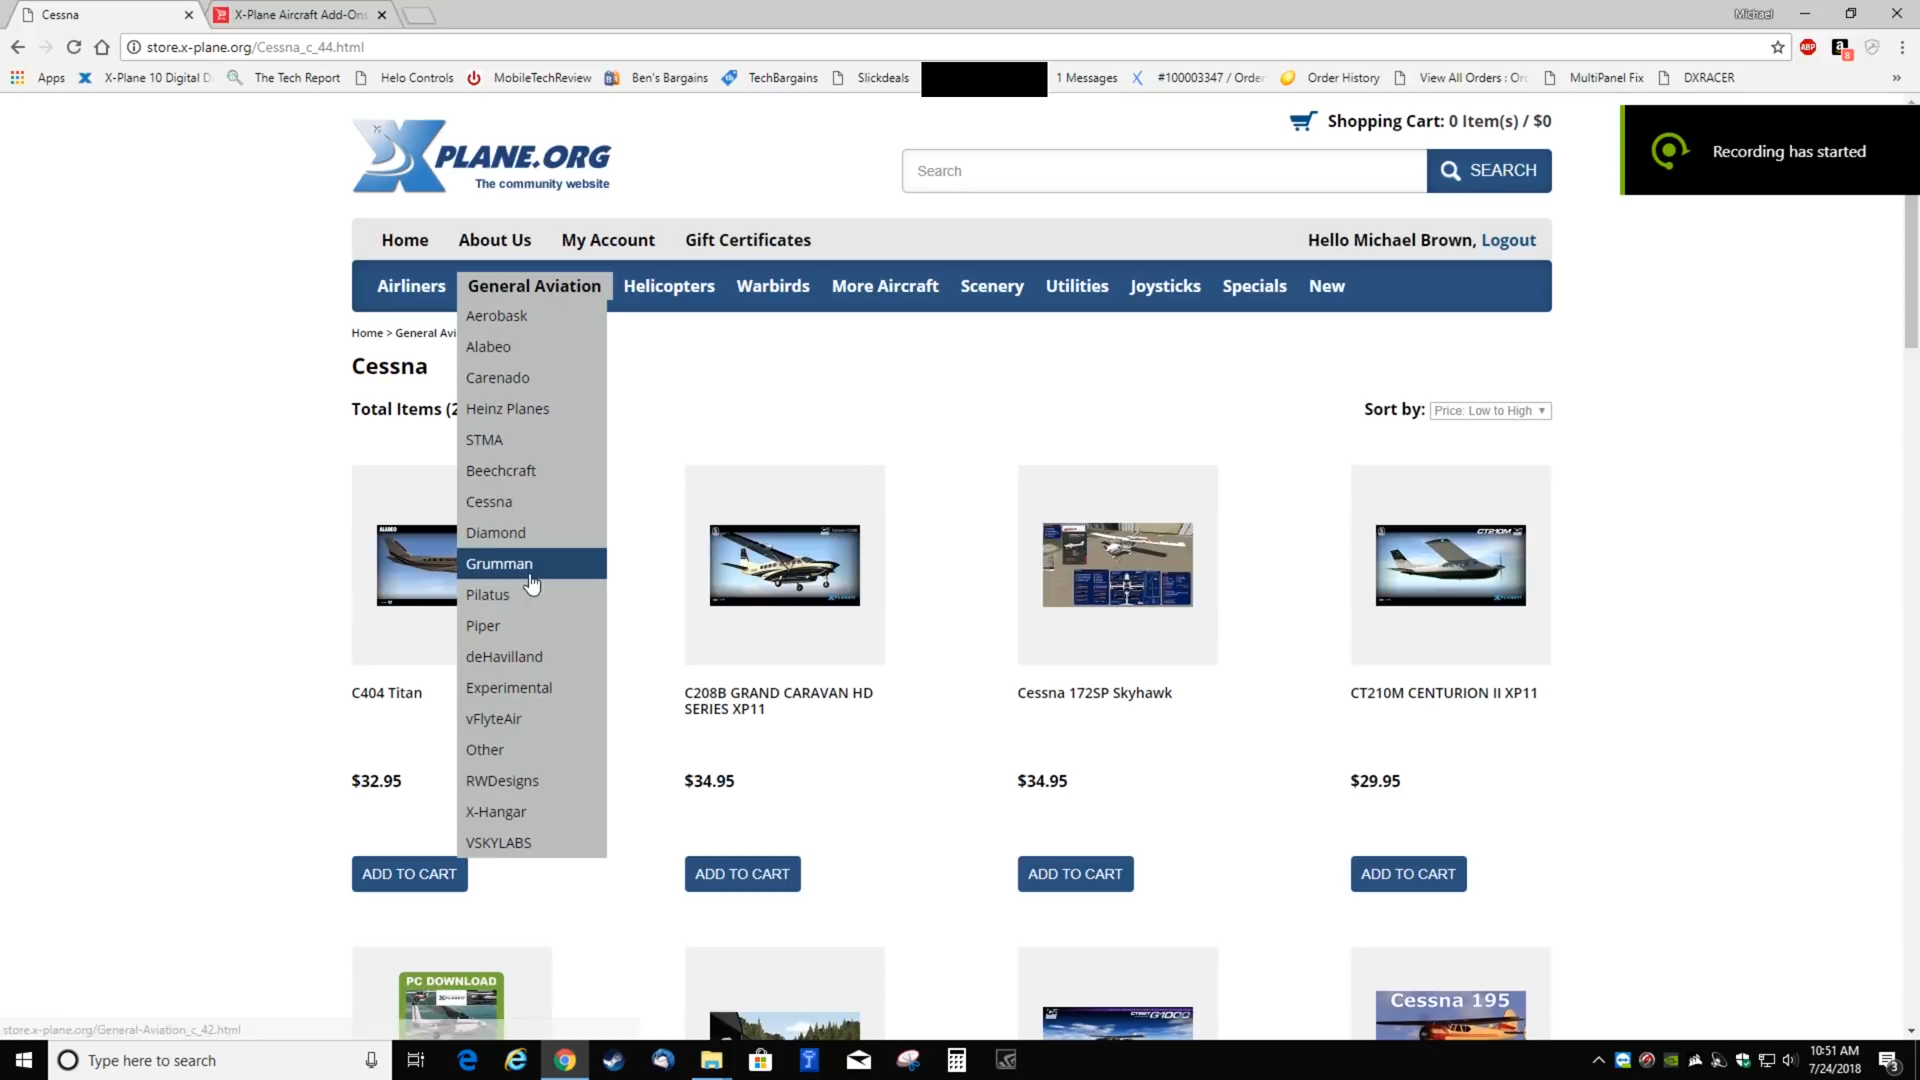 Cessna
X-Plane Aircraft Add-Ons
Michael
store.x-plane.org/Cessna_c_44.html
ABP
Apps
X-Plane 10 Digital D
The Tech Report
Helo Controls
MobileTechReview
Ben's Bargains
TechBargains
Slickdeals
1 Messages
#100003347 / Order
Order History
View All Orders : Or
MultiPanel Fix
DXRACER
»
X PLANE.ORG
The community website
Shopping Cart: 0 Item(s) / $0
Search
SEARCH
Recording has started
Home
About Us
My Account
Gift Certificates
Hello Michael Brown, Logout
Airliners
General Aviation
Helicopters
Warbirds
More Aircraft
Scenery
Utilities
Joysticks
Specials
New
Home > General Avi
Cessna
Total Items (2
Sort by: Price: Low to High
Aerobask
Alabeo
Carenado
Heinz Planes
STMA
Beechcraft
Cessna
Diamond
Grumman
Pilatus
Piper
deHavilland
Experimental
vFlyteAir
Other
RWDesigns
X-Hangar
VSKYLABS
ALABEO
CT210M
C404 Titan
C208B GRAND CARAVAN HD
SERIES XP11
Cessna 172SP Skyhawk
CT210M CENTURION II XP11
$32.95
$34.95
$34.95
$29.95
ADD TO CART
ADD TO CART
ADD TO CART
ADD TO CART
PC DOWNLOAD
G1000
Cessna 195
store.x-plane.org/General-Aviation_c_42.html
Type here to search
10:51 AM
7/24/2018
3